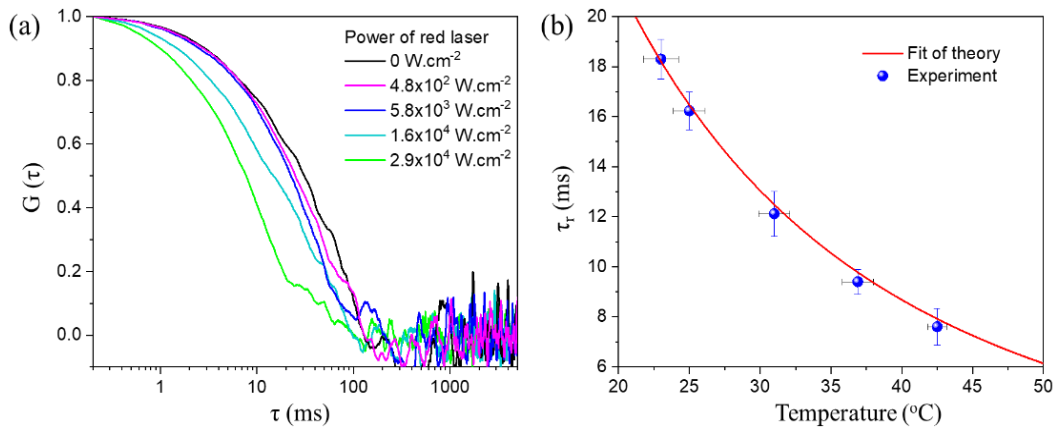 (a)
Power of red laser
0 W.cm⁻²
4.8x10² W.cm⁻²
5.8x10³ W.cm⁻²
1.6x10⁴ W.cm⁻²
2.9x10⁴ W.cm⁻²
1.0
0.8
0.6
0.4
0.2
0.0
G (τ)
1 10 100 1000
τ (ms)
(b)
Fit of theory
Experiment
20
18
16
14
12
10
8
6
τᵣ (ms)
20 25 30 35 40 45 50
Temperature (ºC)